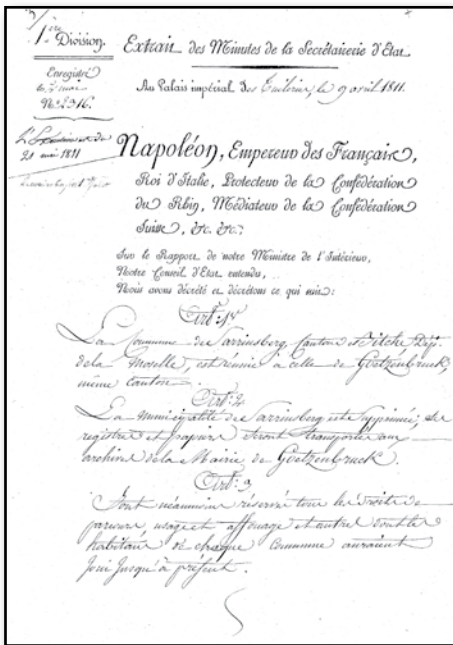 1ère Division.
Enregistré
le 2 mai
No. 2316.
21 mai 1811
Extrait des Minutes de la Secrétairerie d'Etat
Au Palais impérial des Tuileries, le 9 avril 1811.
Napoléon, Empereur des Français,
Roi d'Italie, Protecteur de la Confédération
du Rhin, Médiateur de la Confédération
Suisse, &c. &c.
Sur le Rapport de notre Ministre de l'Intérieur,
Notre Conseil d'Etat entendu,
Nous avons décrété et décrétons ce qui suit:
Art. 1er
La Commune de Sarrinsberg, Canton de Bitche Dépt.
de la Moselle, est réunie à celle de Goetzenbruck,
même canton.
Art. 2
La municipalité de Sarrinsberg est supprimée, ses
registres et papiers seront transportés aux
archives de la Mairie de Goetzenbruck.
Art. 3
Sont néanmoins réservés tous les droits de
parcours, usages et affouage et autres dont les
habitans de chaque commune auraient
joui jusqu'à présent.